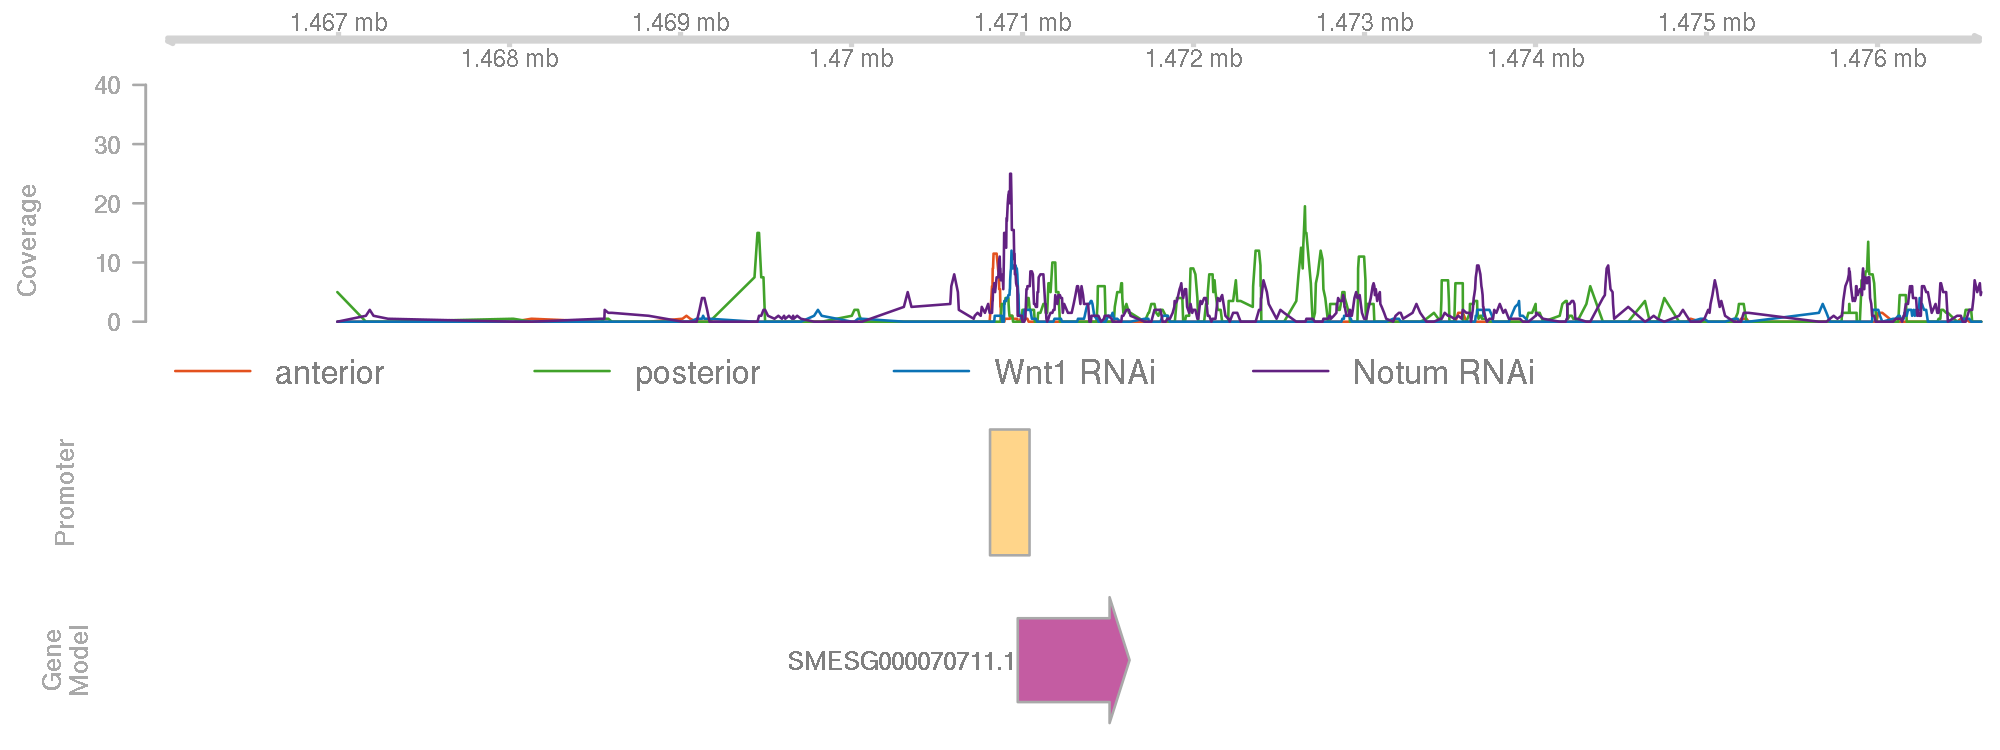 1.467 mb 1.469 mb 1.471 mb 1.473 mb 1.475 mb
1.468 mb 1.47 mb 1.472 mb 1.474 mb 1.476 mb
Coverage
40
30
20
10
0
anterior posterior Wnt1 RNAi Notum RNAi
Promoter
Gene
Model
SMESG000070711.1